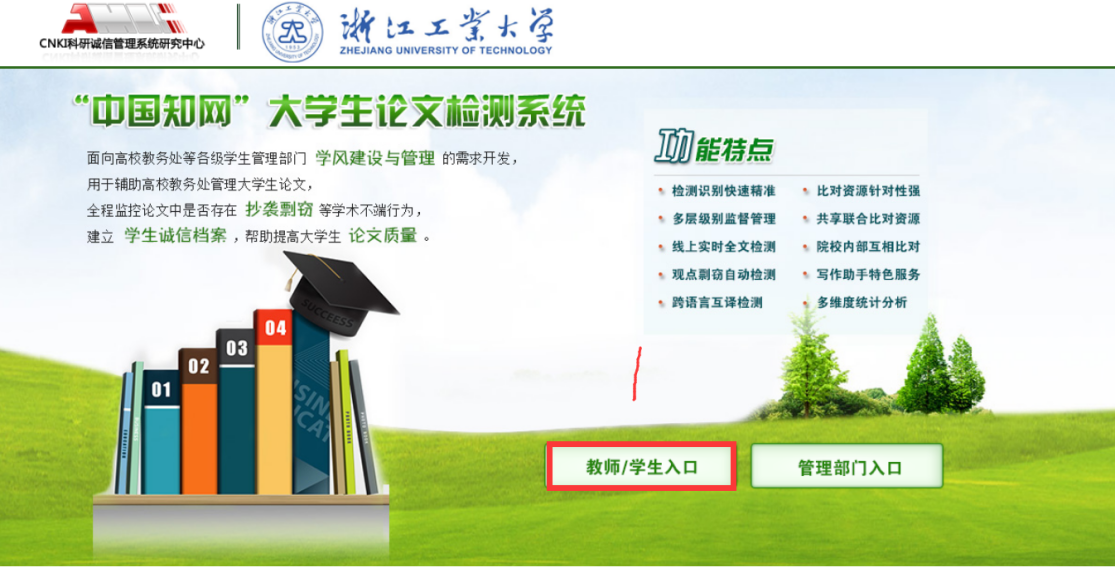 AMLC
CNKI科研诚信管理系统研究中心
浙江工业大学
ZHEJIANG UNIVERSITY OF TECHNOLOGY
“中国知网”大学生论文检测系统
面向高校教务处等各级学生管理部门 学风建设与管理 的需求开发，
用于辅助高校教务处管理大学生论文，
全程监控论文中是否存在 抄袭剽窃 等学术不端行为，
建立 学生诚信档案 ，帮助提高大学生 论文质量 。
功能特点
检测识别快速精准
比对资源针对性强
多层级别监督管理
共享联合比对资源
线上实时全文检测
院校内部互相比对
观点剽窃自动检测
写作助手特色服务
跨语言互译检测
多维度统计分析
SUCCEESS
01
02
03
04
教师/学生入口
管理部门入口